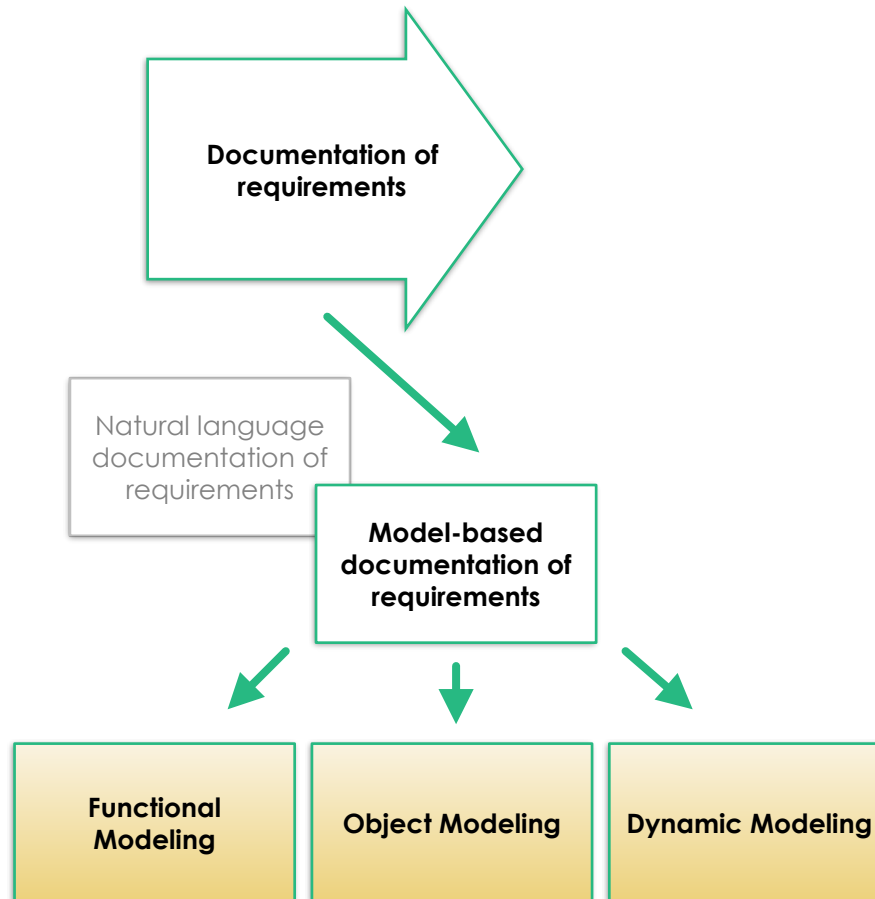 Documentation of
requirements
Natural language
documentation of
requirements
Model-based
documentation of
requirements
Functional
Modeling
Object Modeling
Dynamic Modeling